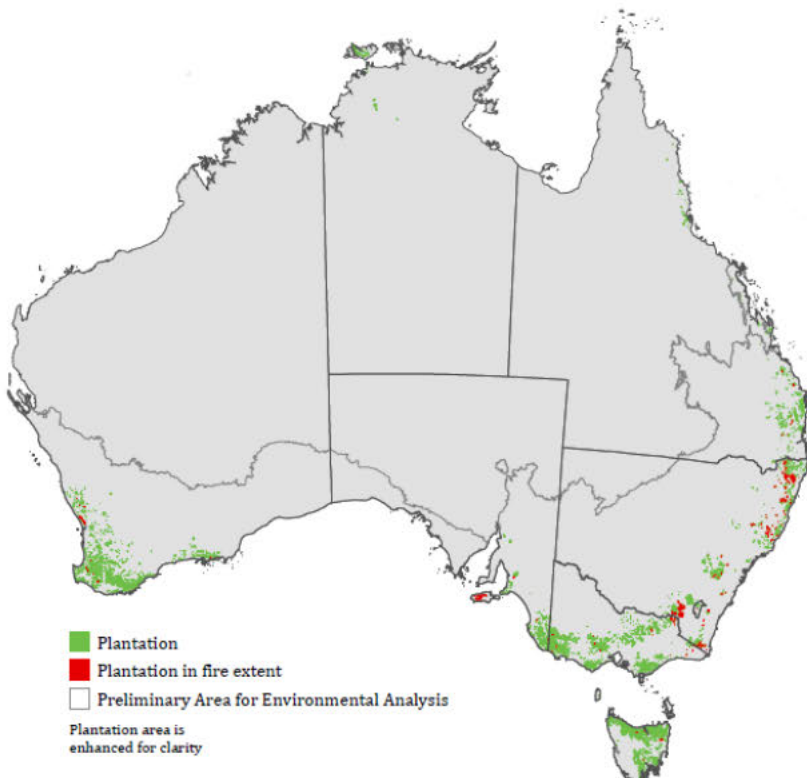 Plantation
Plantation in fire extent
Preliminary Area for Environmental Analysis
Plantation area is
enhanced for clarity